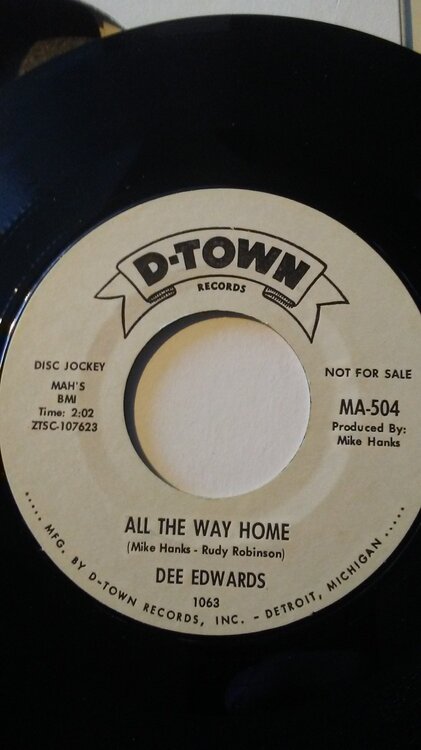 D-TOWN
RECORDS
DISC JOCKEY
MAH'S
BMI
Time: 2:02
ZTSC-107623
NOT FOR SALE
MA-504
Produced By:
Mike Hanks
ALL THE WAY HOME
(Mike Hanks - Rudy Robinson)
DEE EDWARDS
1063
..... MFG. BY D-TOWN RECORDS, INC. - DETROIT, MICHIGAN .....